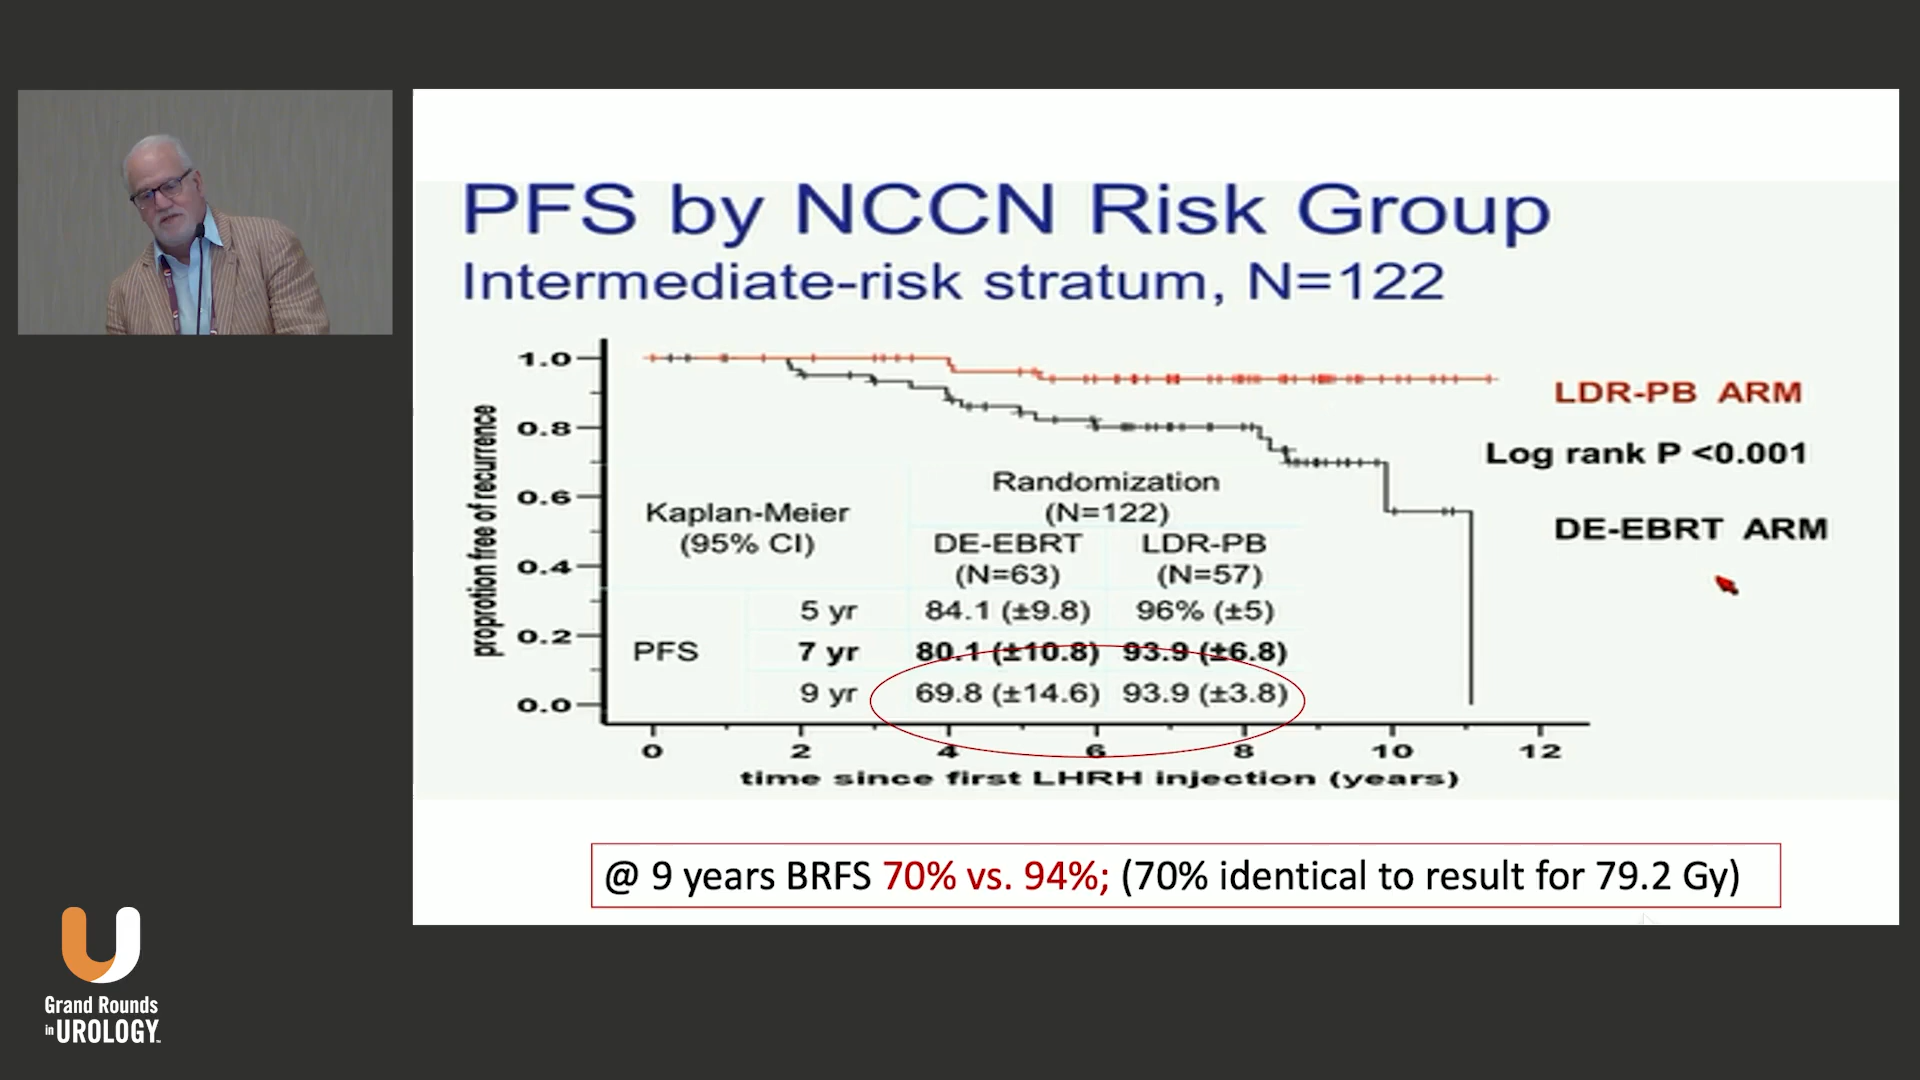 PFS by NCCN Risk Group
Intermediate-risk stratum, N=122
proprotion free of recurrence
1.0
0.8
0.6
0.4
0.2
0.0
LDR-PB ARM
Log rank P <0.001
DE-EBRT ARM
Kaplan-Meier
(95% CI)
Randomization
(N=122)
DE-EBRT LDR-PB
(N=63) (N=57)
5 yr 84.1 (±9.8) 96% (±5)
PFS 7 yr 80.1 (±10.8) 93.9 (±6.8)
9 yr 69.8 (±14.6) 93.9 (±3.8)
0 2 4 6 8 10 12
time since first LHRH injection (years)
@ 9 years BRFS 70% vs. 94%; (70% identical to result for 79.2 Gy)
Grand Rounds
in UROLOGY™